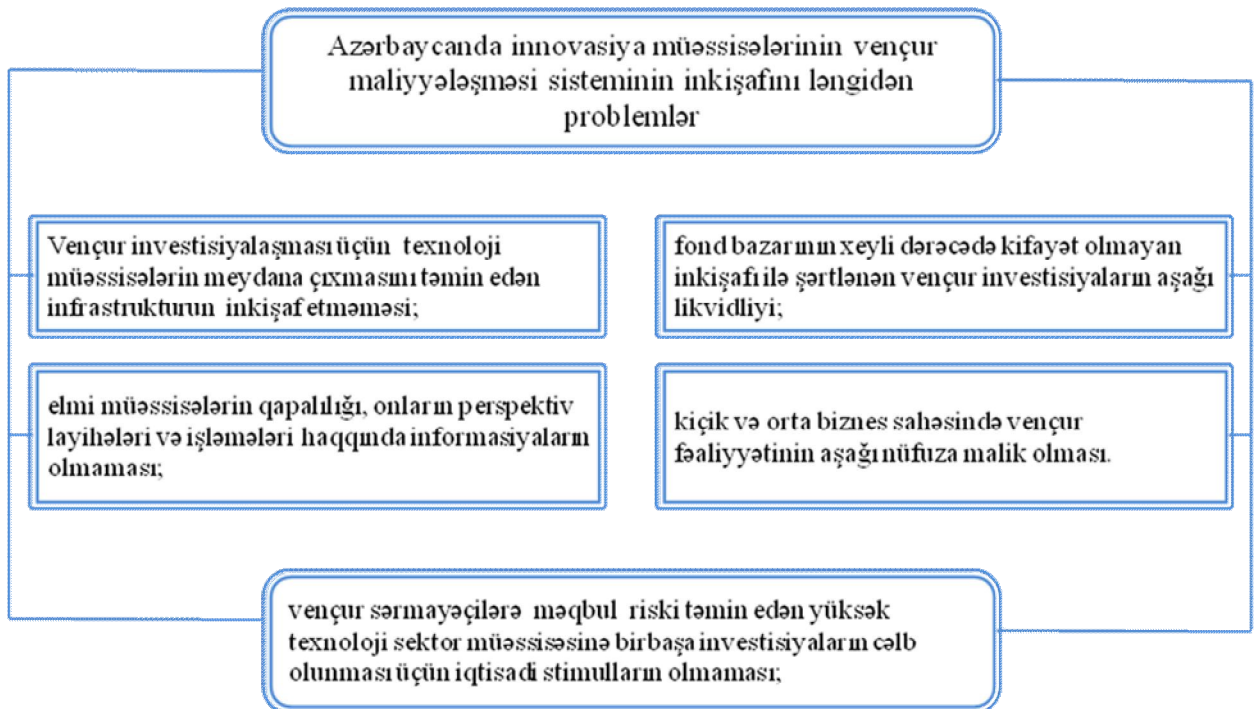 Azərbaycanda innovasiya müəssisələrinin vençur
maliyyələşməsi sisteminin inkişafını ləngidən
problemlər
Vençur investisiyalaşması üçün texnoloji
müəssisələrin meydana çıxmasını təmin edən
infrastrukturun inkişaf etməməsi;
fond bazarının xeyli dərəcədə kifayət olmayan
inkişafı ilə şərtlənən vençur investisiyaların aşağı
likvidliyi;
elmi müəssisələrin qapalılığı, onların perspektiv
layihələri və işləmələri haqqında informasiyaların
olmaması;
kiçik və orta biznes sahəsində vençur
fəaliyyətinin aşağı nüfuza malik olması.
vençur sərmayəçilərə məqbul riski təmin edən yüksək
texnoloji sektor müəssisəsinə birbaşa investisiyaların cəlb
olunması üçün iqtisadi stimulların olmaması;